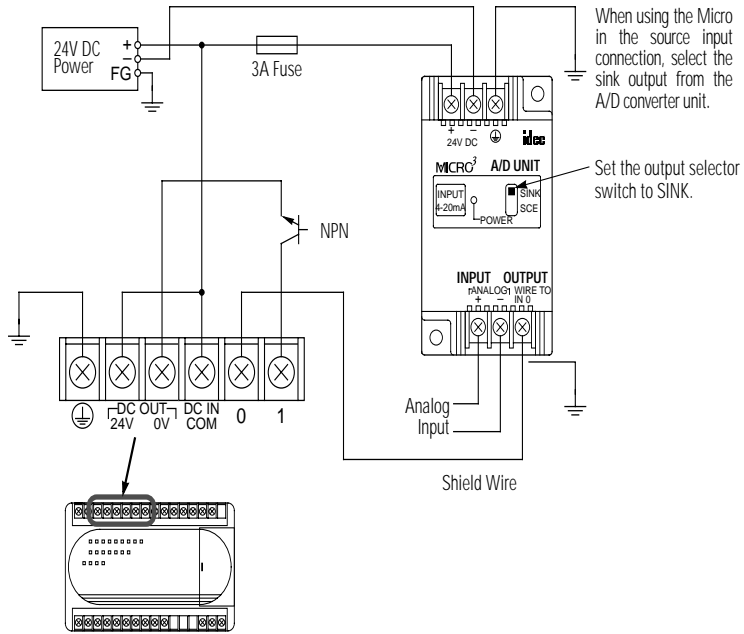 24V DC
Power
+
–
FG
3A Fuse
When using the Micro
in the source input
connection, select the
sink output from the
A/D converter unit.
+ –
24V DC
idec
MICRO³ A/D UNIT
INPUT
4-20mA
POWER
SINK
SCE
Set the output selector
switch to SINK.
NPN
INPUT OUTPUT
ANALOG WIRE TO
+ – IN 0
DC OUT
24V 0V
DC IN
COM
0
1
Analog
Input
Shield Wire